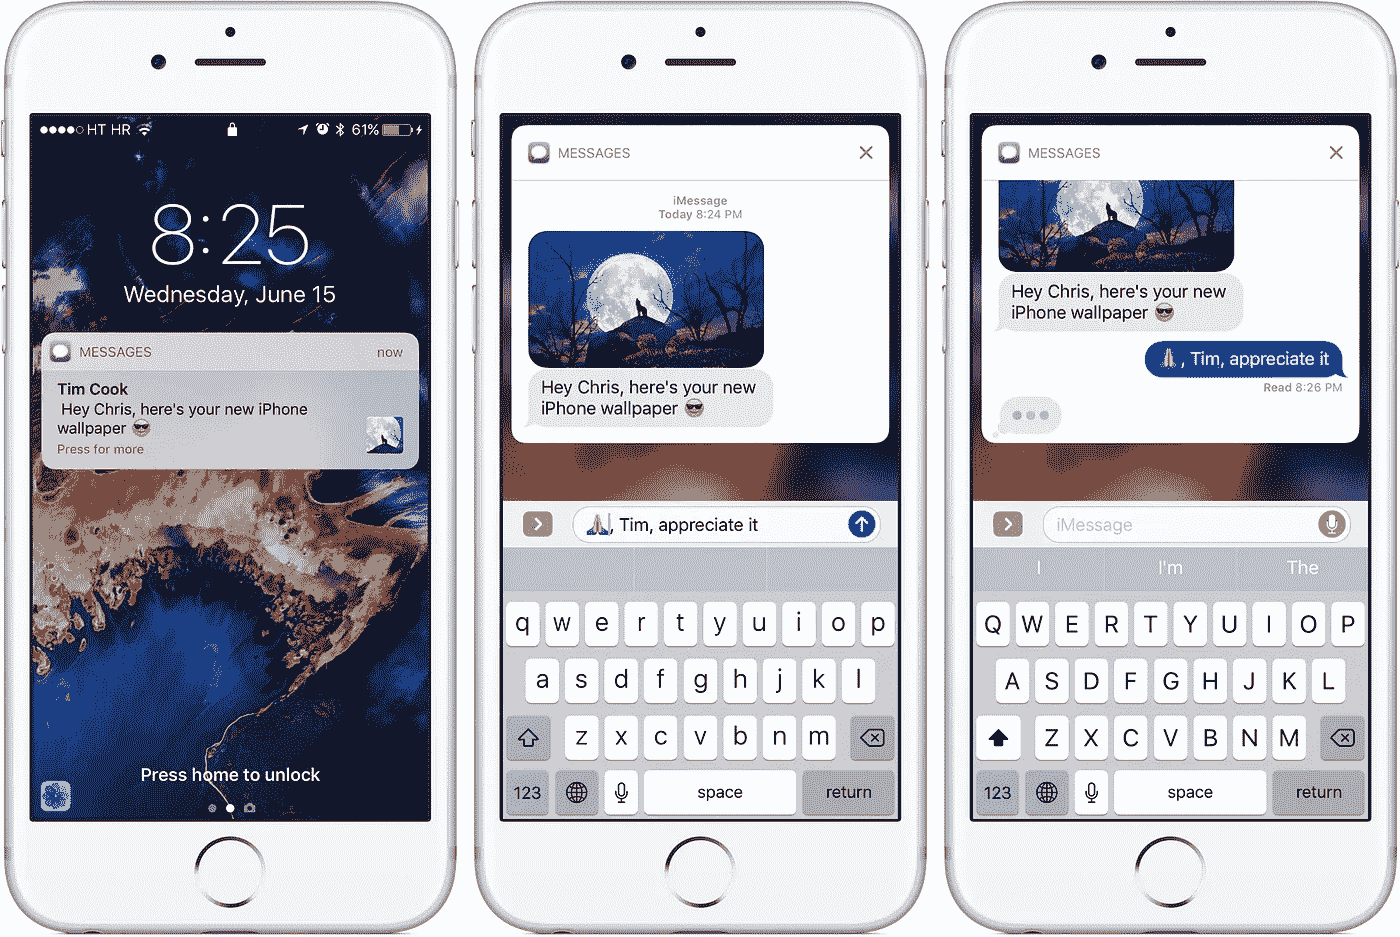 HT HR
61%
8:25
Wednesday, June 15
MESSAGES
now
Tim Cook
Hey Chris, here's your new iPhone
wallpaper 😎
Press for more
Press home to unlock
MESSAGES
iMessage
Today 8:24 PM
Hey Chris, here's your new
iPhone wallpaper 😎
🙏, Tim, appreciate it
q w e r t y u i o p
a s d f g h j k l
z x c v b n m
123 space return
MESSAGES
Hey Chris, here's your new
iPhone wallpaper 😎
🙏, Tim, appreciate it
Read 8:26 PM
iMessage
I I'm The
Q W E R T Y U I O P
A S D F G H J K L
Z X C V B N M
123 space return